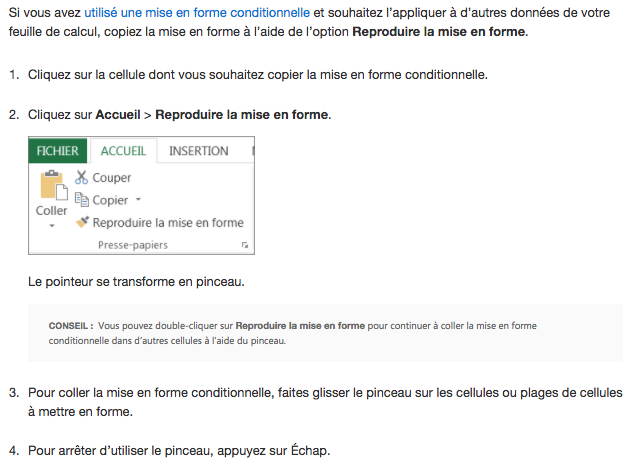 Si vous avez utilisé une mise en forme conditionnelle et souhaitez l'appliquer à d'autres données de votre
feuille de calcul, copiez la mise en forme à l'aide de l'option Reproduire la mise en forme.
1. Cliquez sur la cellule dont vous souhaitez copier la mise en forme conditionnelle.
2. Cliquez sur Accueil > Reproduire la mise en forme.
FICHIER ACCUEIL INSERTION
Couper
Copier
Coller
Reproduire la mise en forme
Presse-papiers
Le pointeur se transforme en pinceau.
CONSEIL : Vous pouvez double-cliquer sur Reproduire la mise en forme pour continuer à coller la mise en forme
conditionnelle dans d'autres cellules à l'aide du pinceau.
3. Pour coller la mise en forme conditionnelle, faites glisser le pinceau sur les cellules ou plages de cellules
à mettre en forme.
4. Pour arrêter d'utiliser le pinceau, appuyez sur Échap.